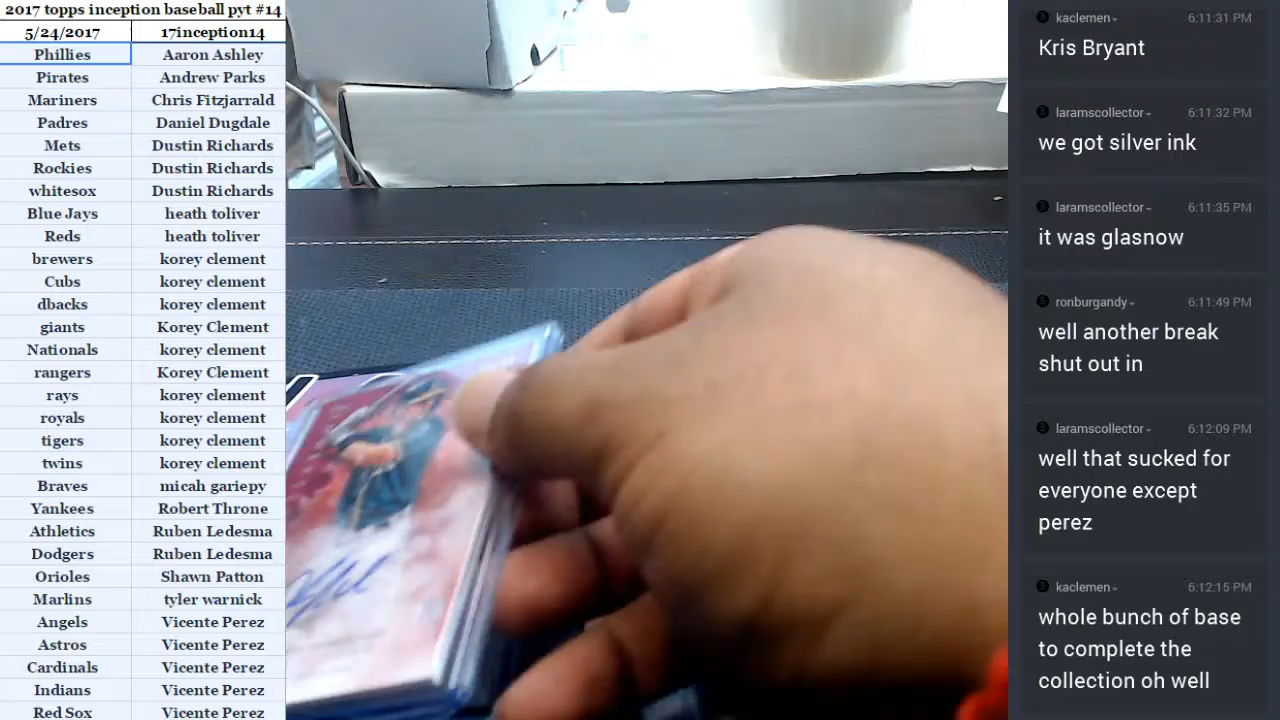 2017 topps inception baseball pyt #14
5/24/2017 17inception14
Phillies Aaron Ashley
Pirates Andrew Parks
Mariners Chris Fitzjarrald
Padres Daniel Dugdale
Mets Dustin Richards
Rockies Dustin Richards
whitesox Dustin Richards
Blue Jays heath toliver
Reds heath toliver
brewers korey clement
Cubs korey clement
dbacks korey clement
giants Korey Clement
Nationals korey clement
rangers Korey Clement
rays korey clement
royals korey clement
tigers korey clement
twins korey clement
Braves micah gariepy
Yankees Robert Throne
Athletics Ruben Ledesma
Dodgers Ruben Ledesma
Orioles Shawn Patton
Marlins tyler warnick
Angels Vicente Perez
Astros Vicente Perez
Cardinals Vicente Perez
Indians Vicente Perez
Red Sox Vicente Perez
kaclemen 6:11:31 PM
Kris Bryant
laramscollector 6:11:32 PM
we got silver ink
laramscollector 6:11:35 PM
it was glasnow
ronburgandy 6:11:49 PM
well another break
shut out in
laramscollector 6:12:09 PM
well that sucked for
everyone except
perez
kaclemen 6:12:15 PM
whole bunch of base
to complete the
collection oh well